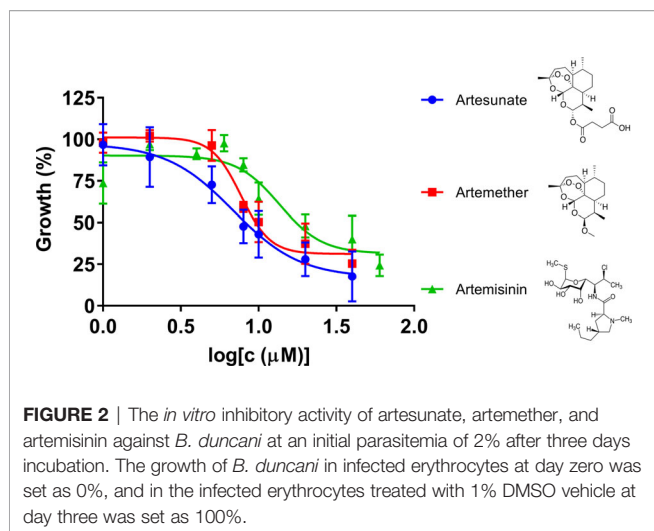 125
100
75
50
25
0
Growth (%)
0.0 0.5 1.0 1.5 2.0
log[c (μM)]
Artesunate
Artemether
Artemisinin
H
O
O
O
H
H
O
O
O
OH
O
H
O
O
O
H
H
O
O
H3C
S
Cl
HO
O
CH3
HO
OH
HN
O
H
N
CH3
FIGURE 2 | The in vitro inhibitory activity of artesunate, artemether, and
artemisinin against B. duncani at an initial parasitemia of 2% after three days
incubation. The growth of B. duncani in infected erythrocytes at day zero was
set as 0%, and in the infected erythrocytes treated with 1% DMSO vehicle at
day three was set as 100%.